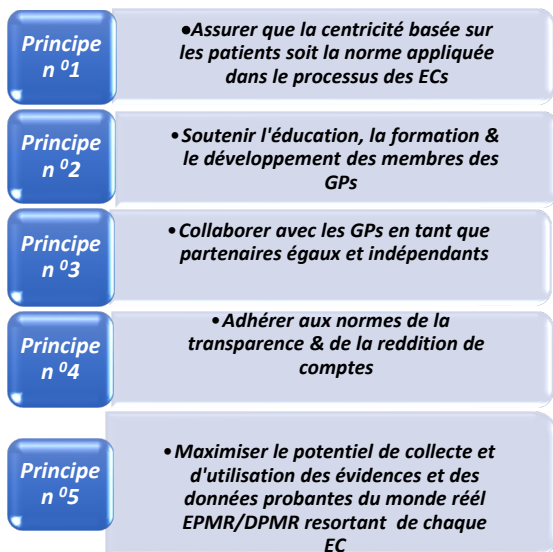 Principe
n ⁰1
•Assurer que la centricité basée sur
les patients soit la norme appliquée
dans le processus des ECs
Principe
n ⁰2
•Soutenir l'éducation, la formation &
le développement des membres des
GPs
Principe
n ⁰3
•Collaborer avec les GPs en tant que
partenaires égaux et indépendants
Principe
n ⁰4
•Adhérer aux normes de la
transparence & de la reddition de
comptes
Principe
n ⁰5
•Maximiser le potentiel de collecte et
d'utilisation des évidences et des
données probantes du monde réél
EPMR/DPMR resortant de chaque
EC